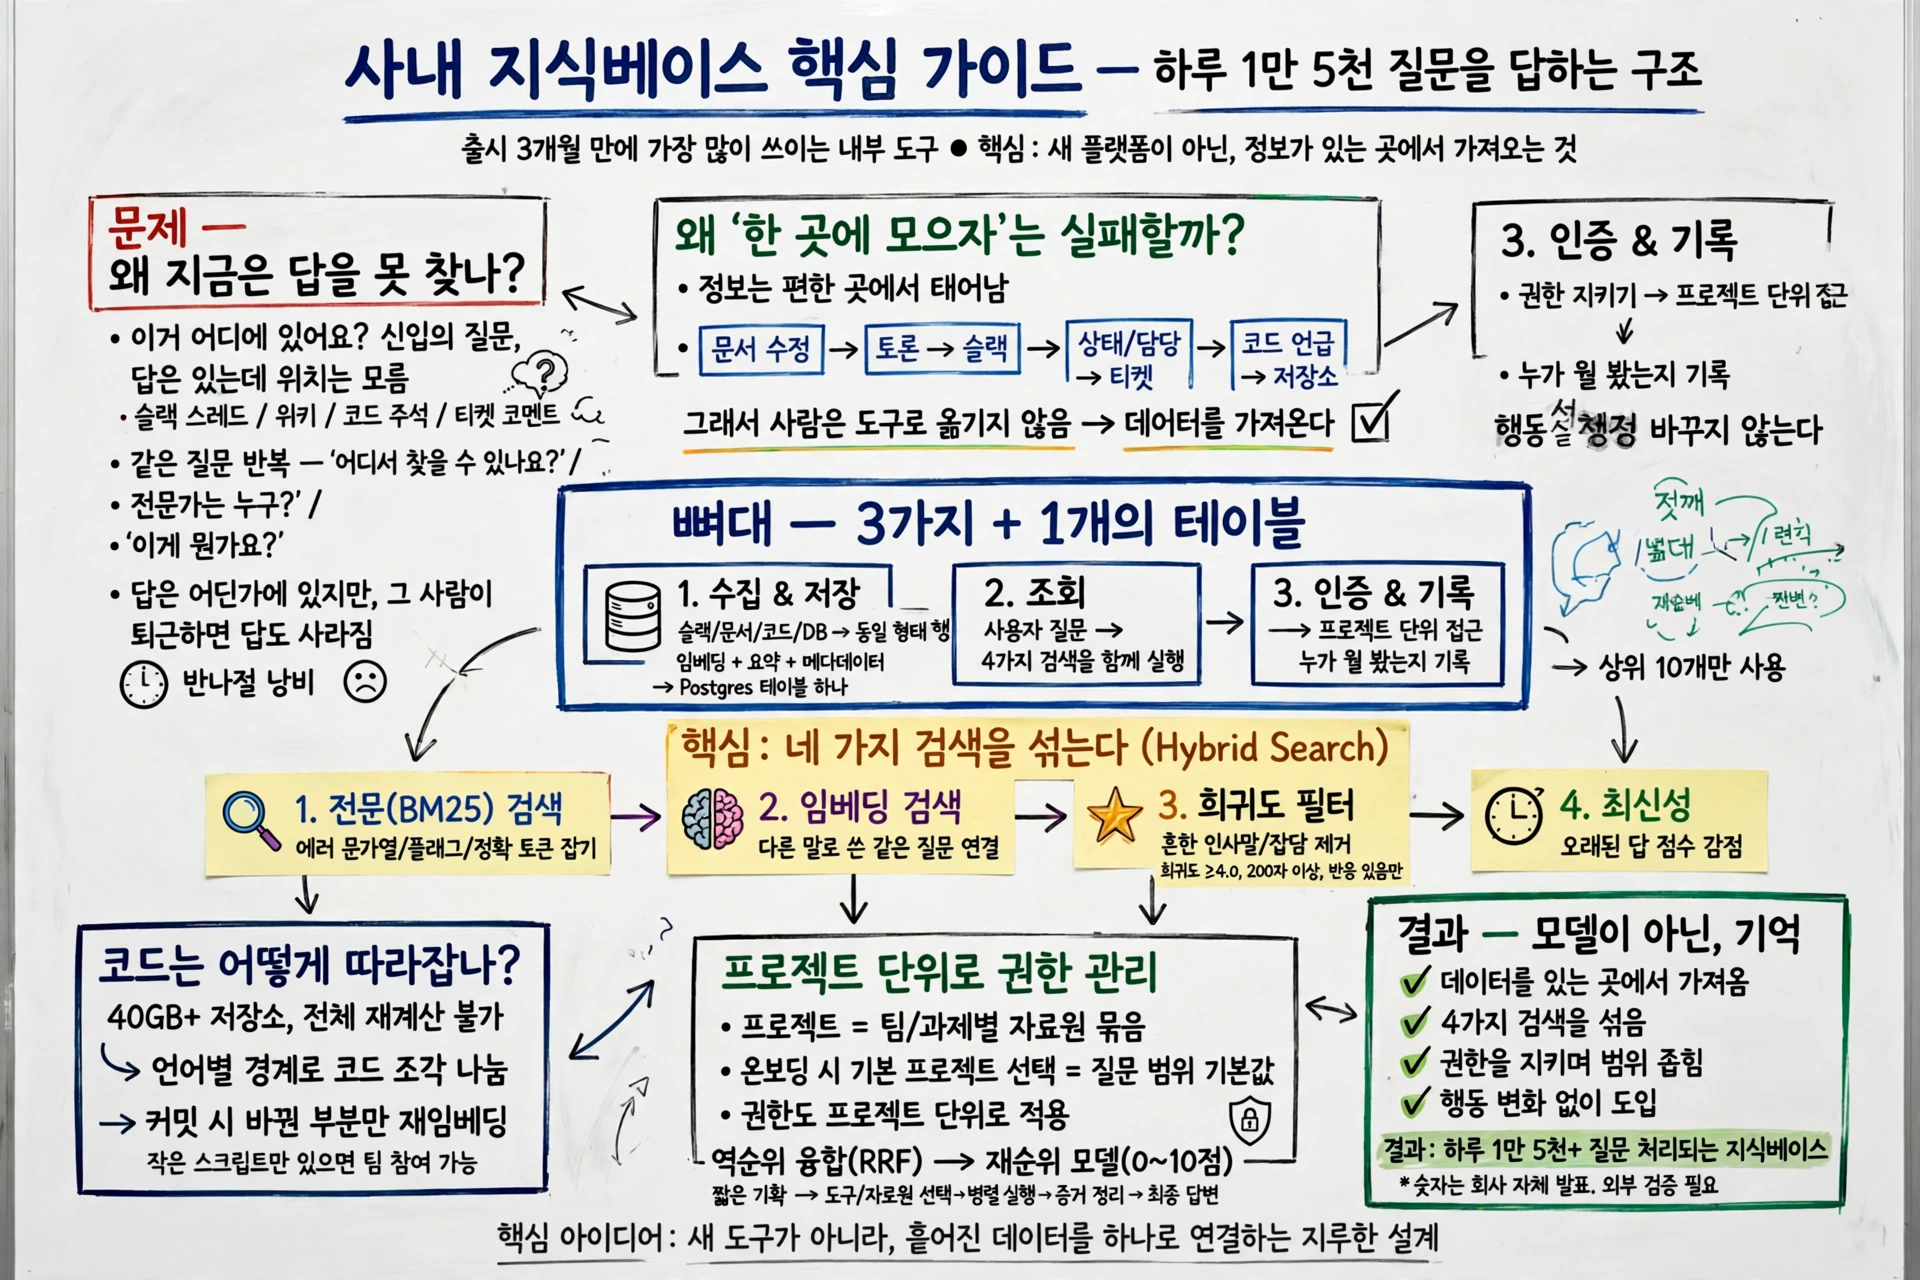 사내 지식베이스 핵심 가이드 — 하루 1만 5천 질문을 답하는 구조
출시 3개월 만에 가장 많이 쓰이는 내부 도구 ● 핵심: 새 플랫폼이 아닌, 정보가 있는 곳에서 가져오는 것
문제 —
왜 지금은 답을 못 찾나?
• 이거 어디에 있어요? 신입의 질문,
답은 있는데 위치는 모름
• 슬랙 스레드 / 위키 / 코드 주석 / 티켓 코멘트
• 같은 질문 반복 — ‘어디서 찾을 수 있나요?’ /
• 전문가는 누구?’ /
• ‘이게 뭔가요?’
• 답은 어딘가에 있지만, 그 사람이
퇴근하면 답도 사라짐
반나절 낭비
왜 ‘한 곳에 모으자’는 실패할까?
• 정보는 편한 곳에서 태어남
• 문서 수정 → 토론 → 슬랙 → 상태/담당 → 티켓 → 코드 언급 → 저장소
그래서 사람은 도구로 옮기지 않음 → 데어터를 가져온다
3. 인증 & 기록
• 권한 지키기 → 프로젝트 단위 접근
• 누가 월 봤는지 기록
행동 바꾸지 않는다
뼈대 — 3가지 + 1개의 테이블
1. 수집 & 저장
슬랙/문서/코드/DB → 동일 형태 행
임베딩 + 요약 + 메다데이터
→ Postgres 테이블 하나
2. 조회
사용자 질문 →
4가지 검색을 함께 실행
3. 인증 & 기록
→ 프로젝트 단위 접근
누가 월 봤는지 기록
→ 상위 10개만 사용
핵심: 네 가지 검색을 섞는다 (Hybrid Search)
1. 전문(BM25) 검색
에러 문가열/플래그/정확 토큰 잡기
2. 임베딩 검색
다른 말로 쓴 같은 질문 연결
3. 희귀도 필터
흔한 인사말/잡담 제거
희귀도 ≥4.0, 200자 이상, 반응 있음만
4. 최신성
오래된 답 점수 감점
코드는 어떻게 따라잡나?
40GB+ 저장소, 전체 재계산 불가
언어별 경계로 코드 조각 나눔
→ 커밋 시 바뀐 부분만 재임베딩
작은 스크립트만 있으면 팀 참여 가능
프로젝트 단위로 권한 관리
• 프로젝트 = 팀/과제별 자료원 묶음
• 온보딩 시 기본 프로젝트 선택 = 질문 범위 기본값
• 권한도 프로젝트 단위로 적용
역순위 융합(RRF) → 재순위 모델(0~10점)
짧은 기확 → 도구/자료원 선택→병렬 실행→증거 정리→최종 답변
결과 — 모델이 아닌, 기억
데이터를 있는 곳에서 가져옴
4가지 검색을 섞음
권한을 지키며 범위 좁힘
행동 변화 없이 도입
결과: 하루 1만 5천+ 질문 처리되는 지식베이스
*숫자는 회사 자체 발표. 외부 검증 필요
핵심 아이디어: 새 도구가 아니라, 흩어진 데이터를 하나로 연결하는 지루한 설계